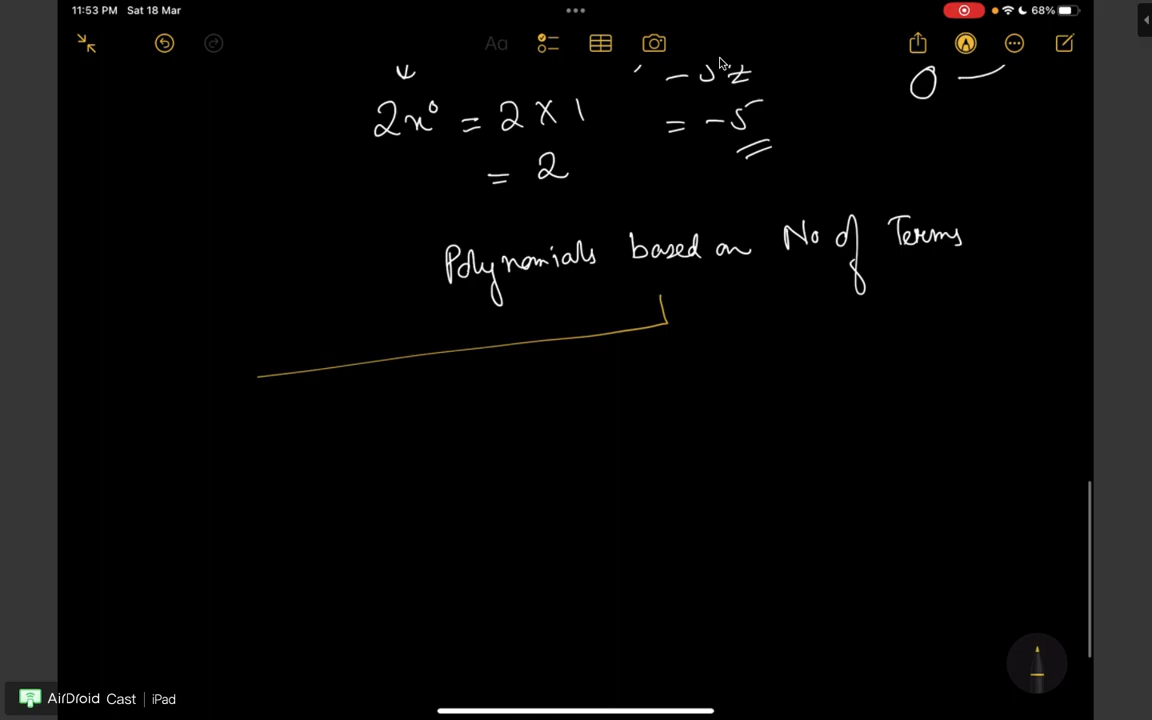 11:53 PM Sat 18 Mar
68%
Aa
2x⁰ = 2 × 1
= 2
= -5
0
Polynomials based on No of Terms
AirDroid Cast | iPad